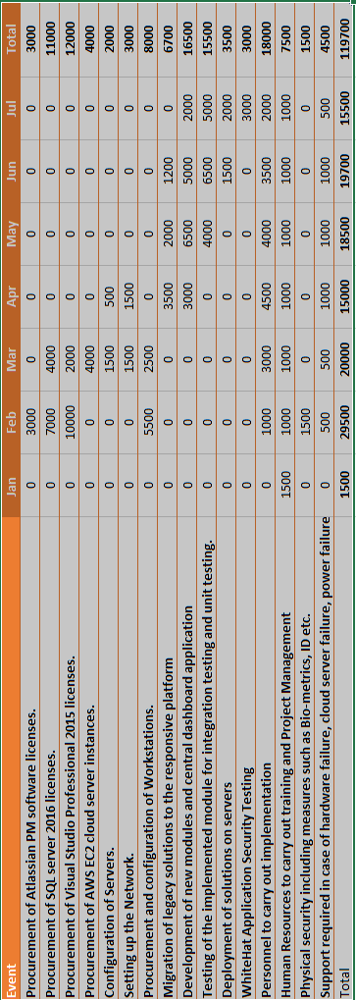 Event Jan Feb Mar Apr May Jun Jul Total
Procurement of Atlassian PM software licenses. 0 3000 0 0 0 0 0 3000
Procurement of SQL server 2016 licenses. 0 7000 4000 0 0 0 0 11000
Procurement of Visual Studio Professional 2015 licenses. 0 10000 2000 0 0 0 0 12000
Procurement of AWS EC2 cloud server instances. 0 0 4000 0 0 0 0 4000
Configuration of Servers. 0 0 1500 500 0 0 0 2000
Setting up the Network. 0 0 1500 1500 0 0 0 3000
Procurement and configuration of Workstations. 0 5500 2500 0 0 0 0 8000
Migration of legacy solutions to the responsive platform 0 0 0 3500 2000 1200 0 6700
Development of new modules and central dashboard application 0 0 0 3000 6500 5000 2000 16500
Testing of the implemented module for integration testing and unit testing. 0 0 0 0 4000 6500 5000 15500
Deployment of solutions on servers 0 0 0 0 0 1500 2000 3500
WhiteHat Application Security Testing 0 0 0 0 0 0 3000 3000
Personnel to carry out implementation 0 1000 3000 4500 4000 3500 2000 18000
Human Resources to carry out training and Project Management 1500 1000 1000 1000 1000 1000 1000 7500
Physical security including measures such as Bio-metrics, ID etc. 0 1500 0 0 0 0 0 1500
Support required in case of hardware failure, cloud server failure, power failure 0 500 500 1000 1000 1000 500 4500
Total 1500 29500 20000 15000 18500 19700 15500 119700